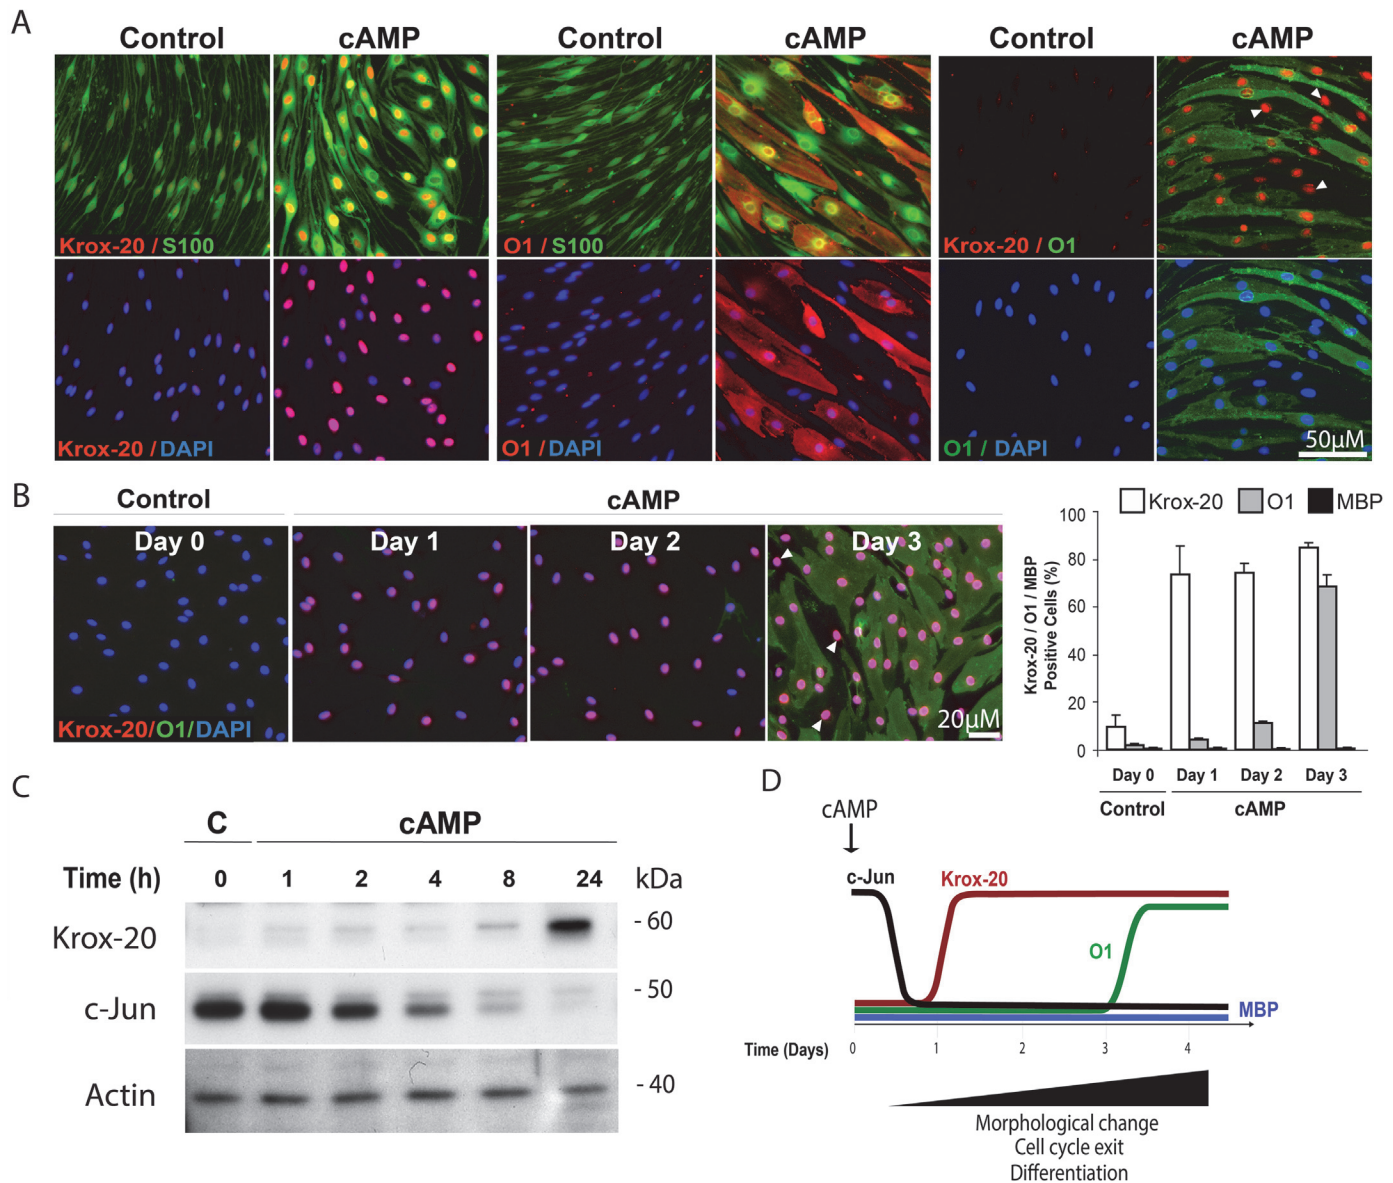 A
Control
cAMP
Control
cAMP
Control
cAMP
Krox-20 / S100
O1 / S100
Krox-20 / O1
Krox-20 / DAPI
O1 / DAPI
O1 / DAPI
50µM
B
Control
cAMP
Day 0
Day 1
Day 2
Day 3
Krox-20/O1/DAPI
20µM
Krox-20
O1
MBP
Krox-20 / O1 / MBP
Positive Cells (%)
100
80
60
40
20
0
Day 0
Day 1
Day 2
Day 3
Control
cAMP
C
C
cAMP
Time (h)
0
1
2
4
8
24
kDa
Krox-20
- 60
c-Jun
- 50
Actin
- 40
D
cAMP
c-Jun
Krox-20
O1
MBP
Time (Days)
0
1
2
3
4
Morphological change
Cell cycle exit
Differentiation